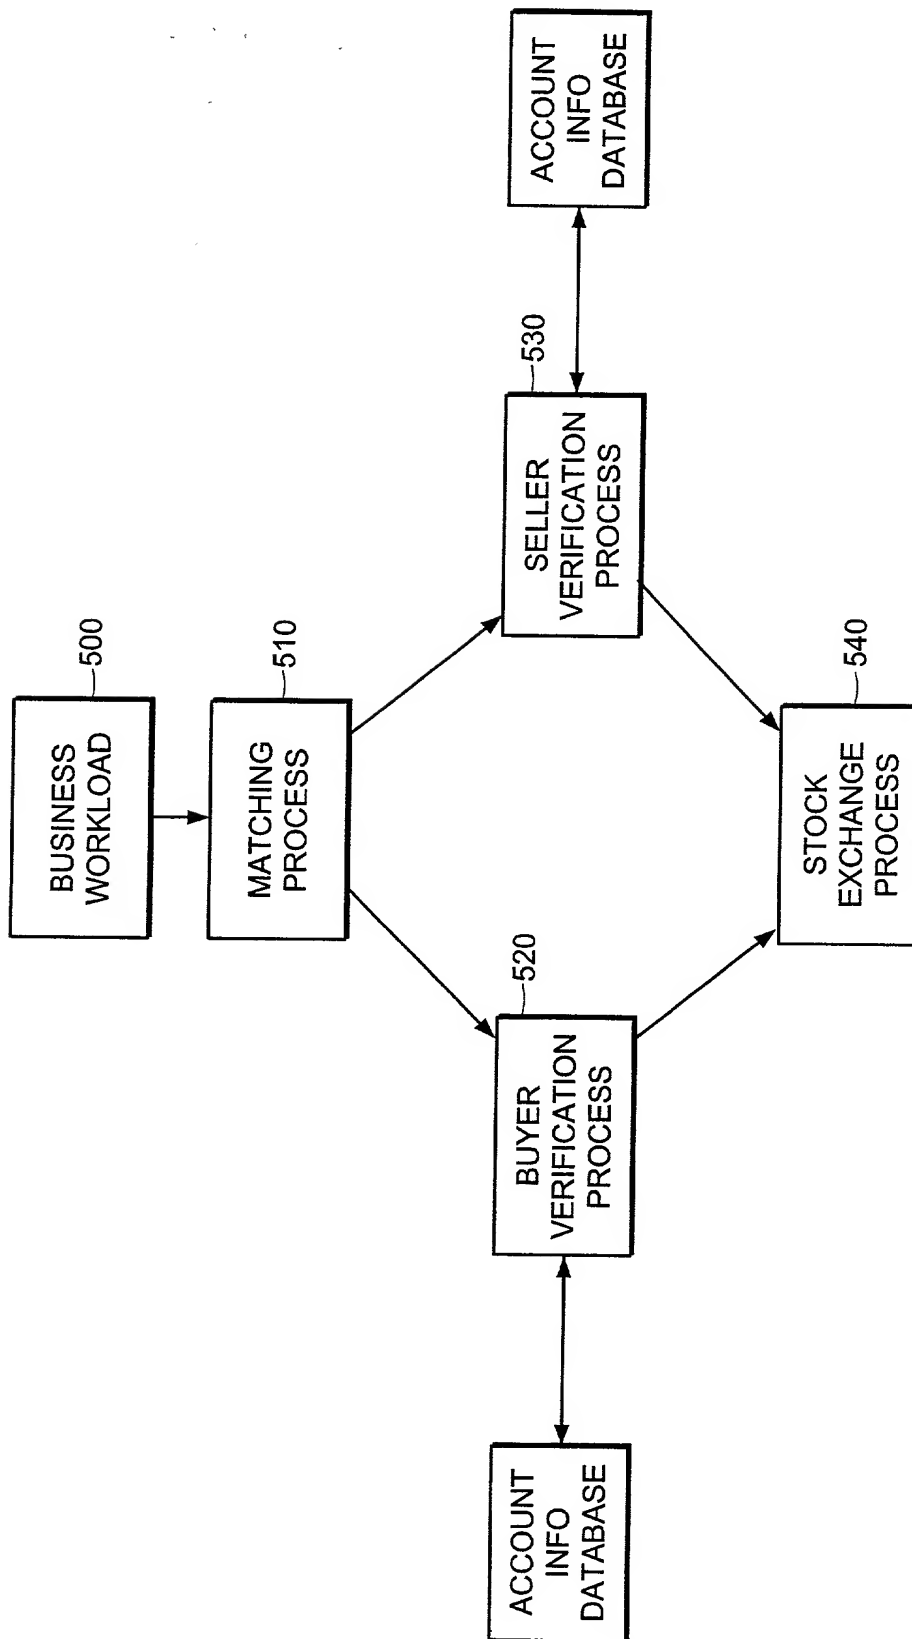 BUSINESS
WORKLOAD
500
MATCHING
PROCESS
510
BUYER
VERIFICATION
PROCESS
520
SELLER
VERIFICATION
PROCESS
530
ACCOUNT
INFO
DATABASE
ACCOUNT
INFO
DATABASE
STOCK
EXCHANGE
PROCESS
540